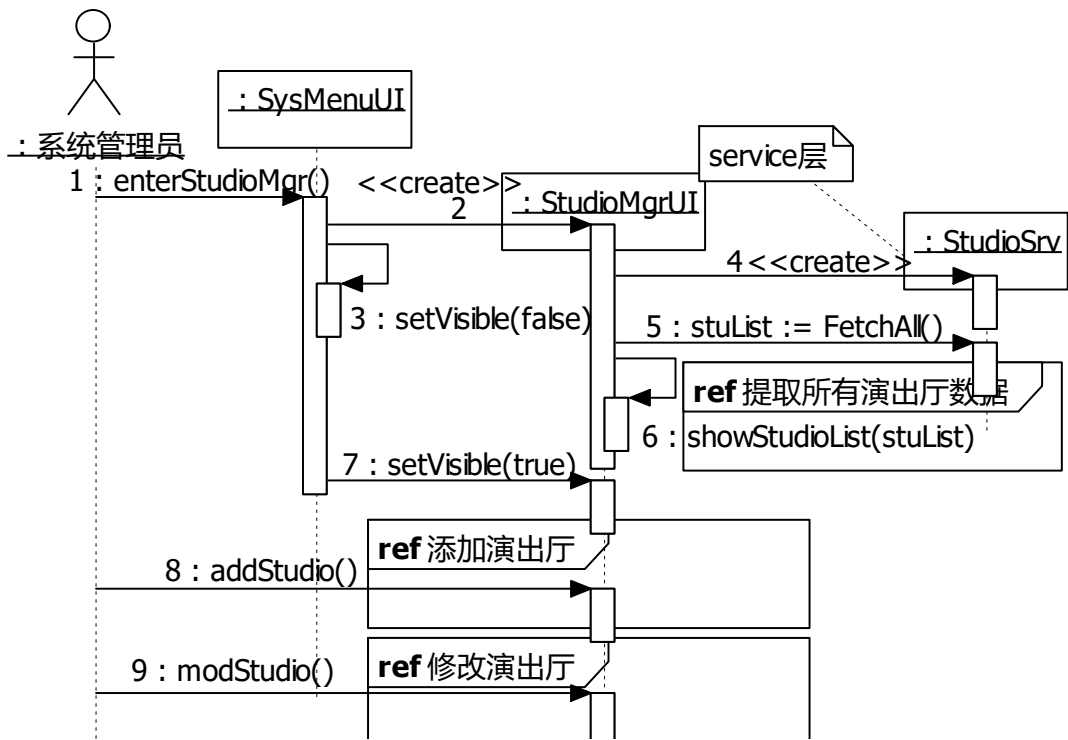 : SysMenuUI
: 系统管理员
service层
1 : enterStudioMgr()
<<create>>
2
: StudioMgrUI
: StudioSrv
4<<create>>
3 : setVisible(false)
5 : stuList := FetchAll()
ref 提取所有演出厅数据
6 : showStudioList(stuList)
7 : setVisible(true)
ref 添加演出厅
8 : addStudio()
ref 修改演出厅
9 : modStudio()